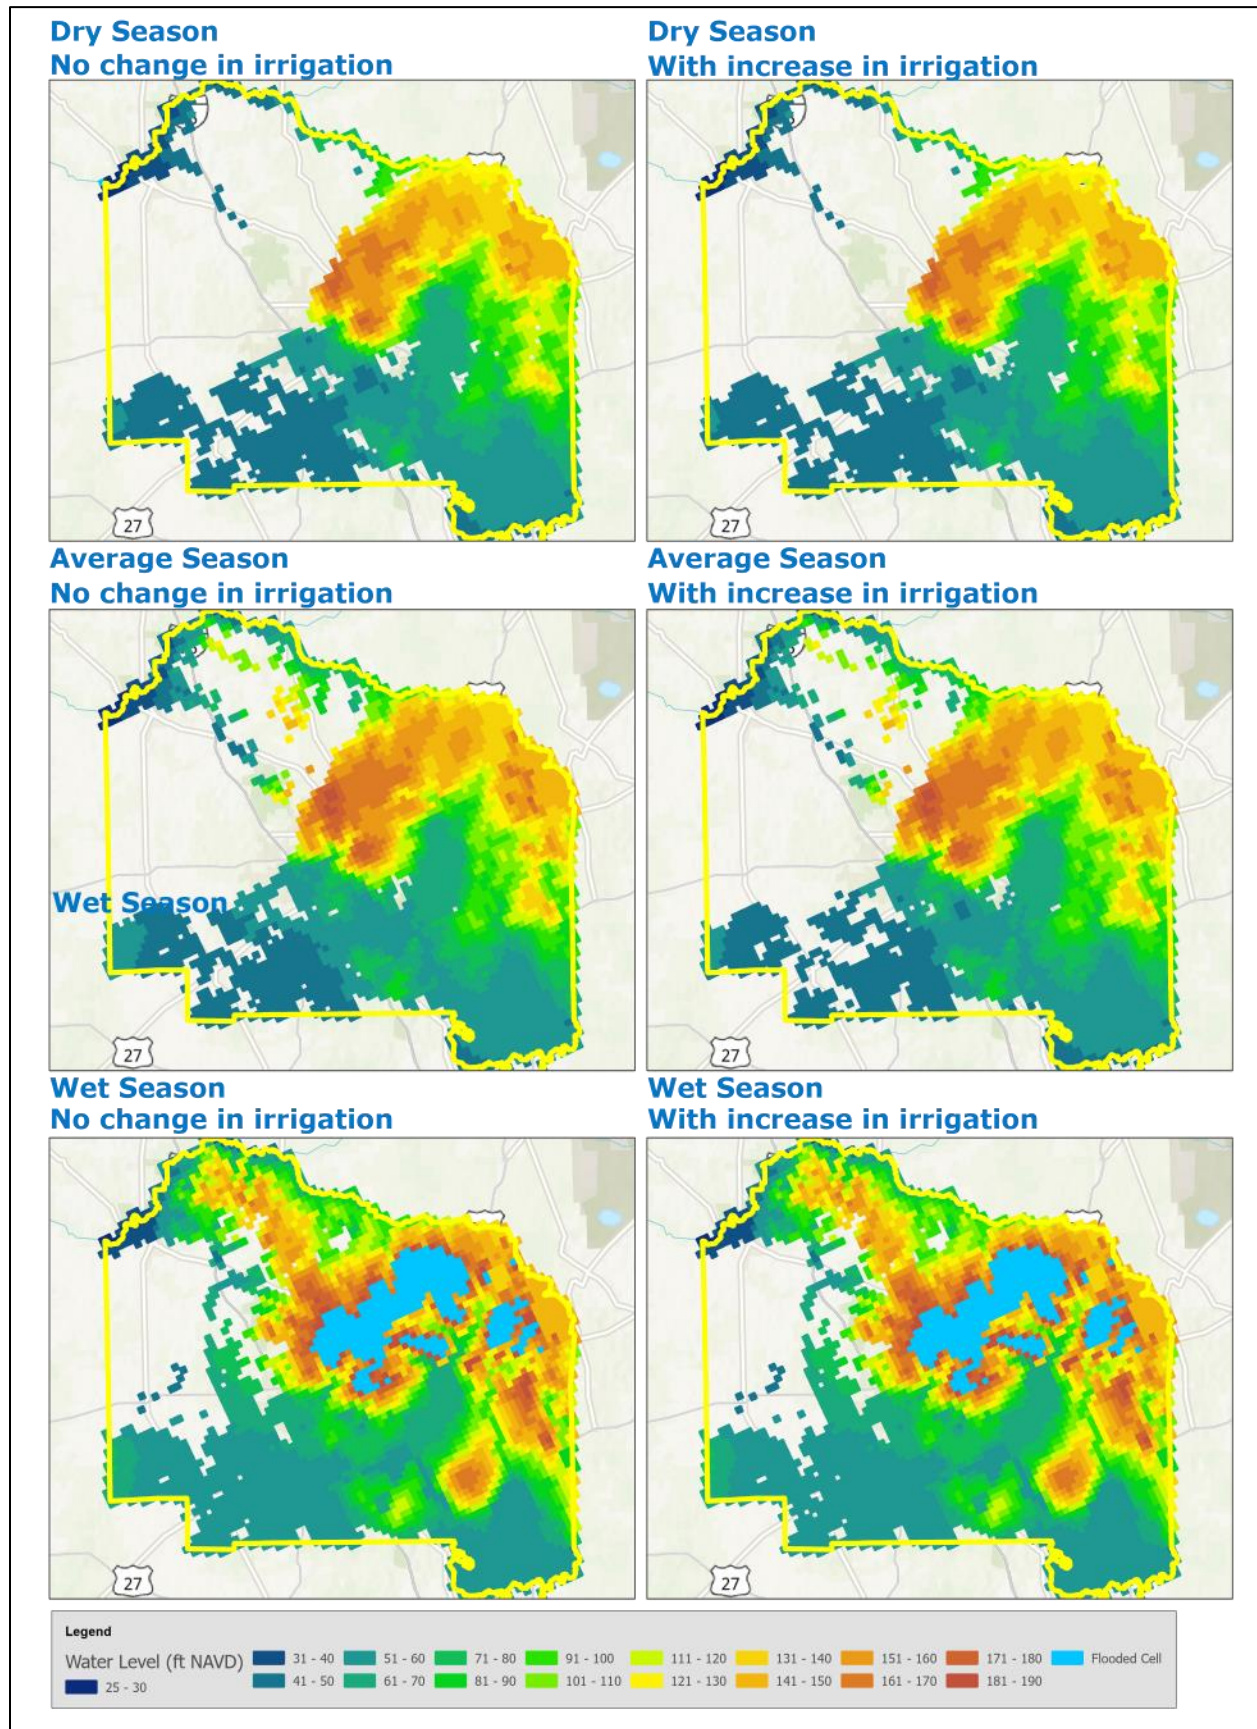 Dry Season
No change in irrigation
Dry Season
With increase in irrigation
27
27
Average Season
No change in irrigation
Average Season
With increase in irrigation
Wet Season
27
27
Wet Season
No change in irrigation
Wet Season
With increase in irrigation
27
27
Legend
Water Level (ft NAVD)
25 - 30
31 - 40
41 - 50
51 - 60
61 - 70
71 - 80
81 - 90
91 - 100
101 - 110
111 - 120
121 - 130
131 - 140
141 - 150
151 - 160
161 - 170
171 - 180
181 - 190
Flooded Cell